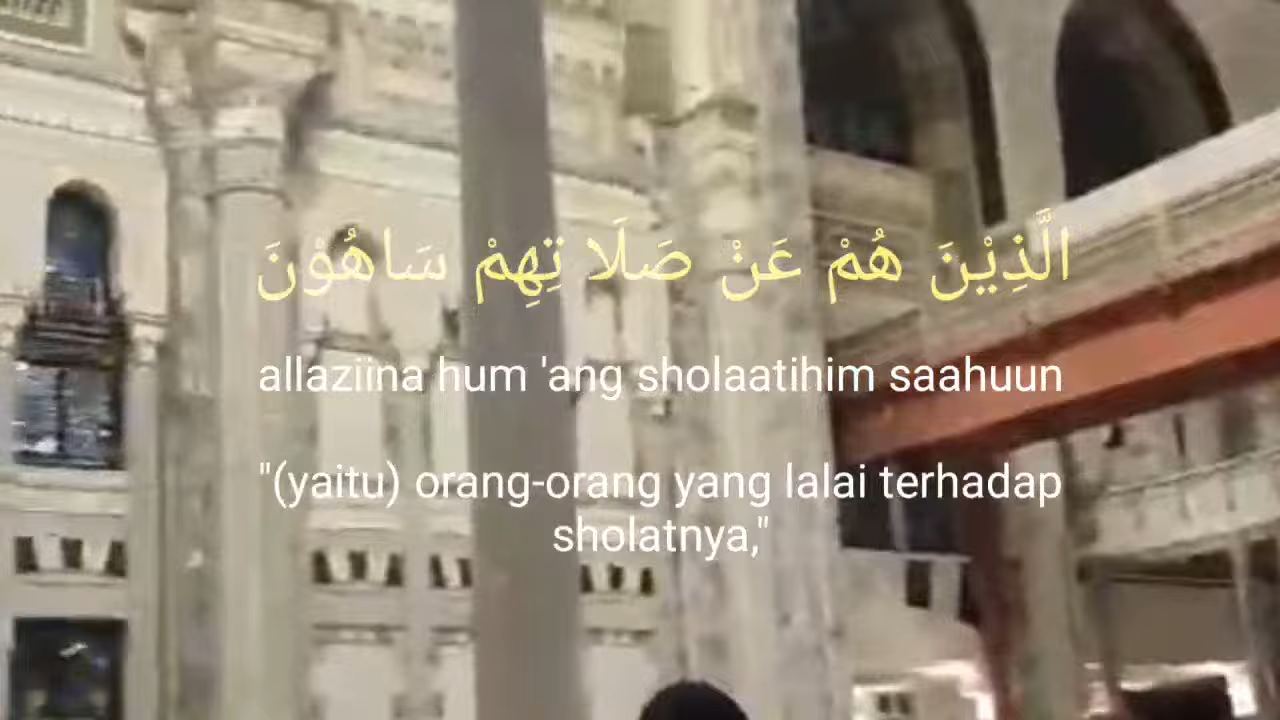 الَّذِيْنَ هُمْ عَنْ صَلَا تِهِمْ سَاهُوْنَ
allaziina hum 'ang sholaatihim saahuun
"(yaitu) orang-orang yang lalai terhadap
sholatnya,"